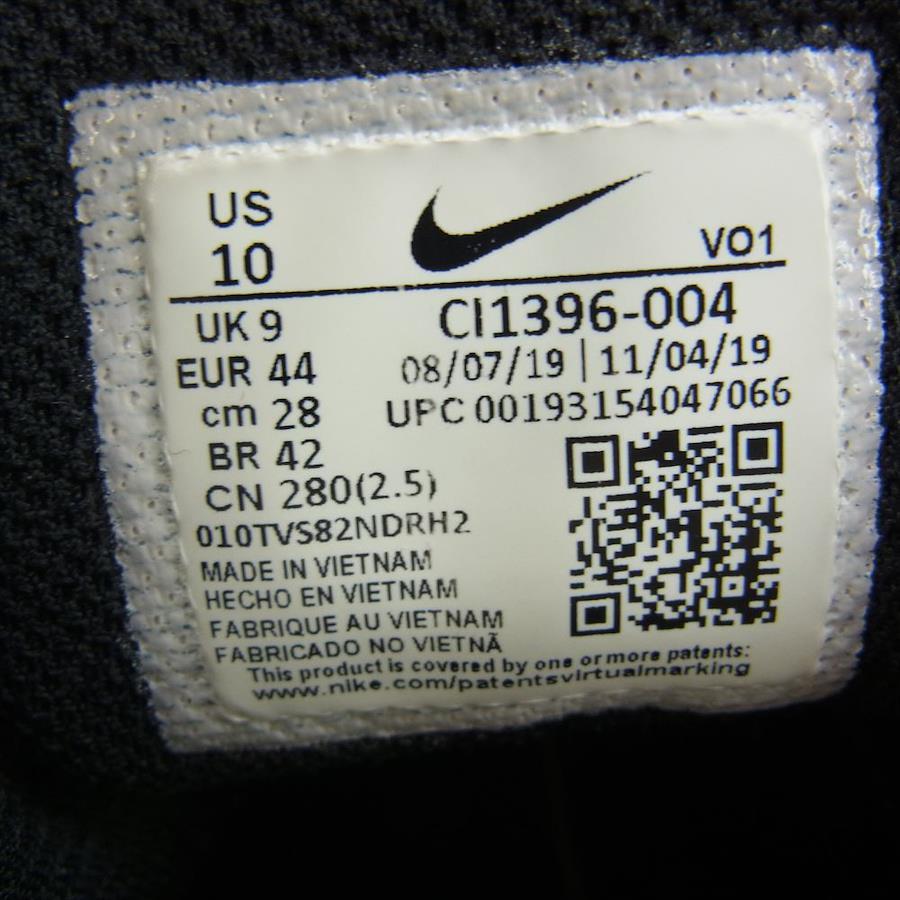 US
10
VO1
UK 9
EUR 44
cm 28
BR 42
CN 280(2.5)
CI1396-004
08/07/19 | 11/04/19
UPC 00193154047066
010TVS82NDRH2
MADE IN VIETNAM
HECHO EN VIETNAM
FABRIQUE AU VIETNAM
FABRICADO NO VIETNÃ
This product is covered by one or more patents:
www.nike.com/patentsvirtualmarking